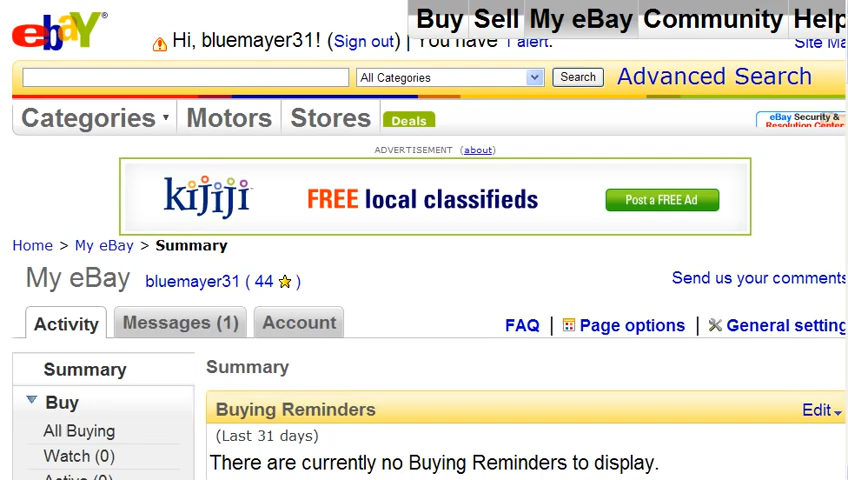 ebay®
Buy Sell My eBay Community Help
Hi, bluemayer31! (Sign out) | You have 1 alert.
Site
All Categories Search Advanced Search
Categories Motors Stores Deals
eBay Security &
Resolution Center
ADVERTISEMENT (about)
kijiji FREE local classifieds Post a FREE Ad
Home > My eBay > Summary
My eBay bluemayer31 ( 44 )
Send us your comments
Activity Messages (1) Account
FAQ | Page options | General setting
Summary
Summary
Buy
Buying Reminders Edit
(Last 31 days)
All Buying
Watch (0)
There are currently no Buying Reminders to display.
Active (0)